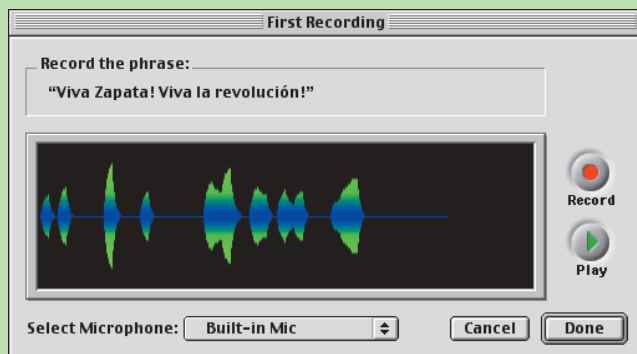 First Recording
Record the phrase:
“Viva Zapata! Viva la revolución!”
Record
Play
Select Microphone: Built-in Mic
Cancel Done